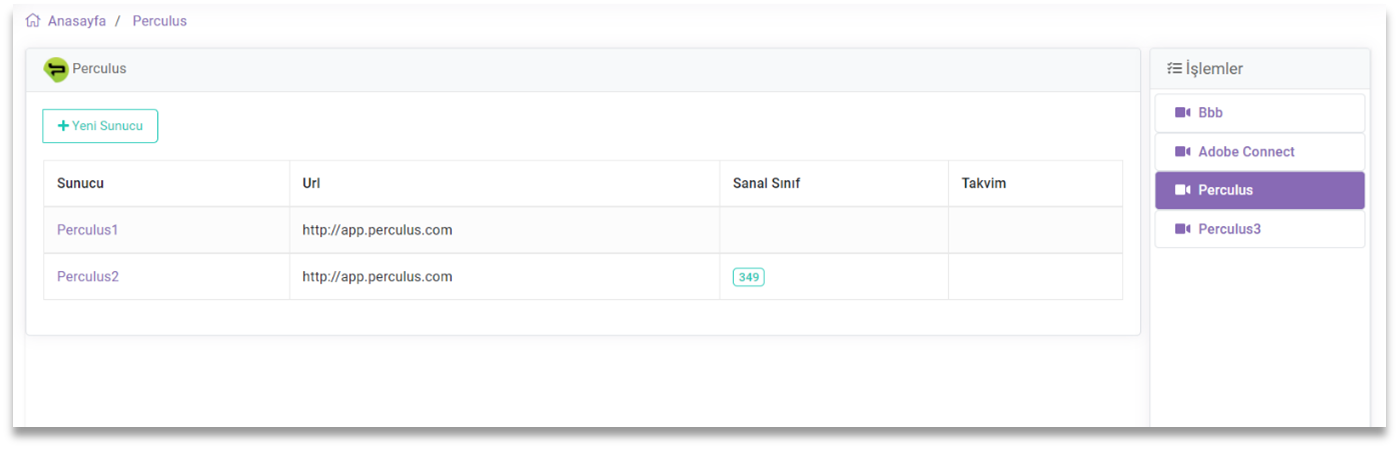 Anasayfa / Perculus
Perculus
Yeni Sunucu
Sunucu Url Sanal Sınıf Takvim
Perculus1 http://app.perculus.com
Perculus2 http://app.perculus.com 349
İşlemler
Bbb
Adobe Connect
Perculus
Perculus3